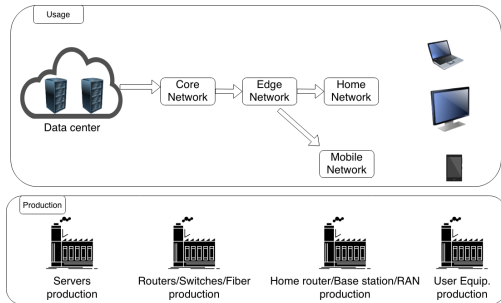 Usage
Data center
Core
Network
Edge
Network
Home
Network
Mobile
Network
Production
Servers
production
Routers/Switches/Fiber
production
Home router/Base station/RAN
production
User Equip.
production